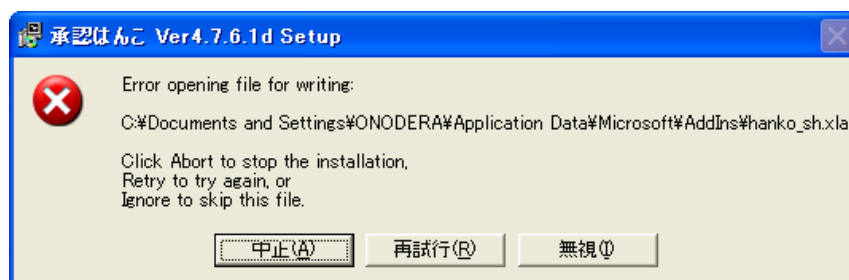 承認はんこ Ver4.7.6.1d Setup
Error opening file for writing:
C:¥Documents and Settings¥ONODERA¥Application Data¥Microsoft¥AddIns¥hanko_sh.xla
Click Abort to stop the installation,
Retry to try again, or
Ignore to skip this file.
中止(A) 再試行(R) 無視(I)